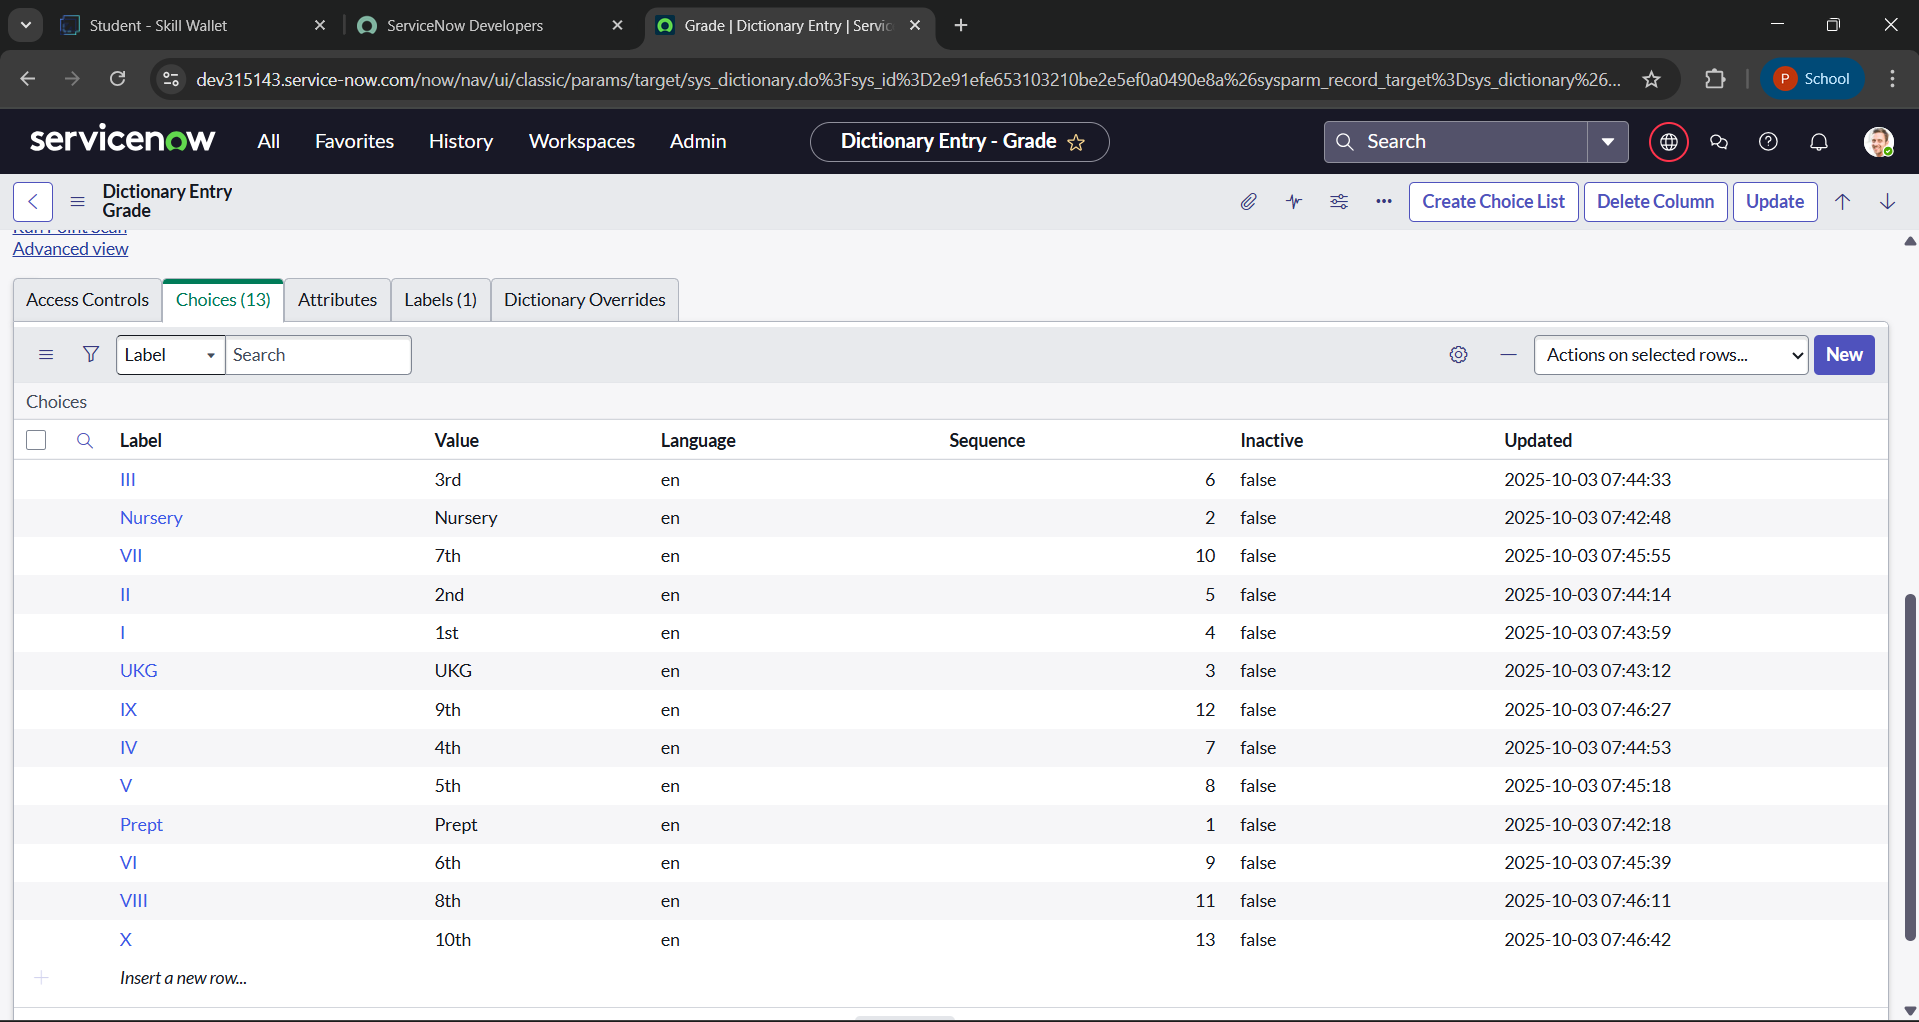 Student - Skill Wallet
ServiceNow Developers
Grade | Dictionary Entry | Servic
dev315143.service-now.com/now/nav/ui/classic/params/target/sys_dictionary.do%3Fsys_id%3D2e91efe653103210be2e5ef0a0490e8a%26sysparm_record_target%3Dsys_dictionary%26...
P School
servicenow All Favorites History Workspaces Admin Dictionary Entry - Grade Search
Dictionary Entry
Grade
Create Choice List Delete Column Update
Run Point Scan
Advanced view
Access Controls Choices (13) Attributes Labels (1) Dictionary Overrides
Label Search Actions on selected rows... New
Choices
Label Value Language Sequence Inactive Updated
III 3rd en 6 false 2025-10-03 07:44:33
Nursery Nursery en 2 false 2025-10-03 07:42:48
VII 7th en 10 false 2025-10-03 07:45:55
II 2nd en 5 false 2025-10-03 07:44:14
I 1st en 4 false 2025-10-03 07:43:59
UKG UKG en 3 false 2025-10-03 07:43:12
IX 9th en 12 false 2025-10-03 07:46:27
IV 4th en 7 false 2025-10-03 07:44:53
V 5th en 8 false 2025-10-03 07:45:18
Prept Prept en 1 false 2025-10-03 07:42:18
VI 6th en 9 false 2025-10-03 07:45:39
VIII 8th en 11 false 2025-10-03 07:46:11
X 10th en 13 false 2025-10-03 07:46:42
Insert a new row...